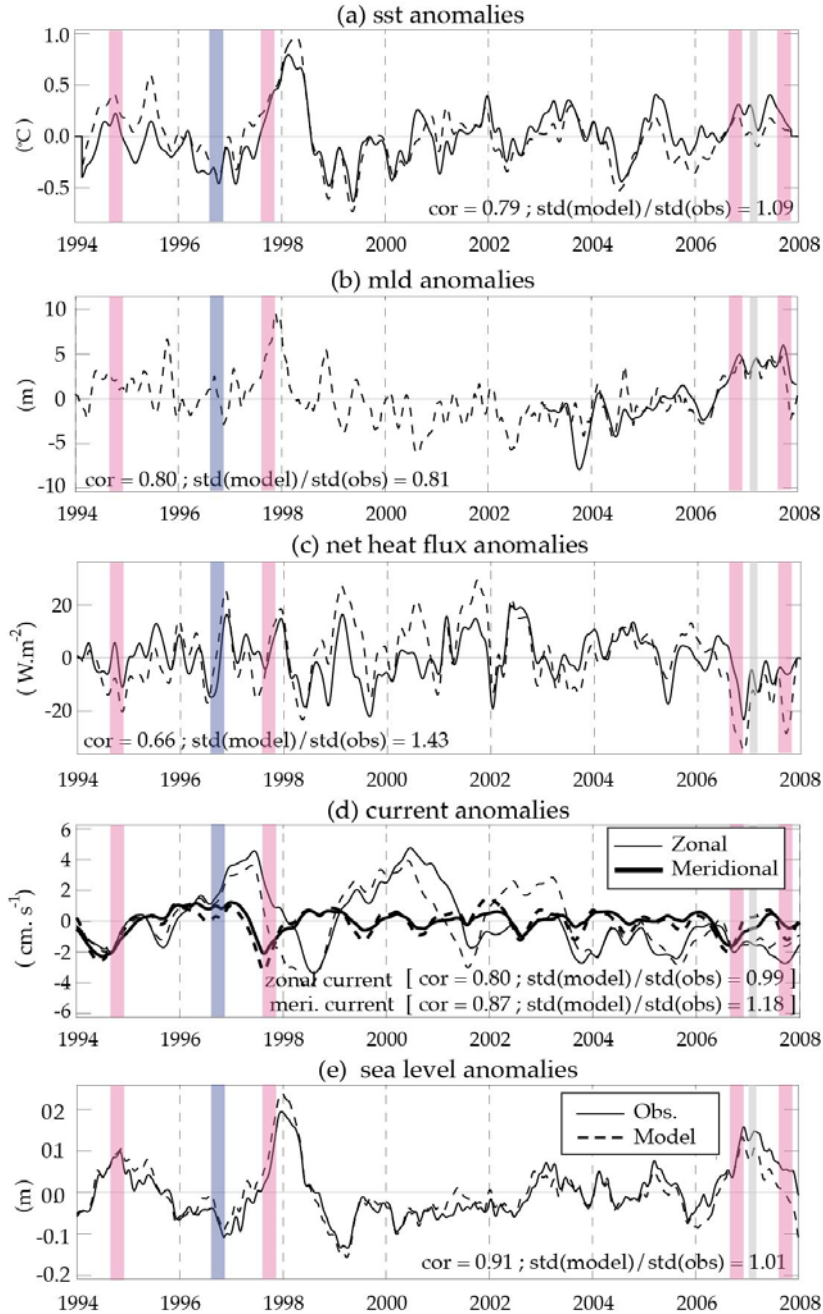 (a) sst anomalies
1.0
0.5
0.0
-0.5
(°C)
cor = 0.79 ; std(model)/std(obs) = 1.09
1994 1996 1998 2000 2002 2004 2006 2008
(b) mld anomalies
10
5
0
-5
-10
(m)
cor = 0.80 ; std(model)/std(obs) = 0.81
1994 1996 1998 2000 2002 2004 2006 2008
(c) net heat flux anomalies
20
0
-20
( W.m-2)
cor = 0.66 ; std(model)/std(obs) = 1.43
1994 1996 1998 2000 2002 2004 2006 2008
(d) current anomalies
6
4
2
0
-2
-4
-6
( cm. s-1)
Zonal
Meridional
zonal current [ cor = 0.80 ; std(model)/std(obs) = 0.99 ]
meri. current [ cor = 0.87 ; std(model)/std(obs) = 1.18 ]
1994 1996 1998 2000 2002 2004 2006 2008
(e) sea level anomalies
0.2
0.1
0.0
-0.1
-0.2
(m)
Obs.
Model
cor = 0.91 ; std(model)/std(obs) = 1.01
1994 1996 1998 2000 2002 2004 2006 2008